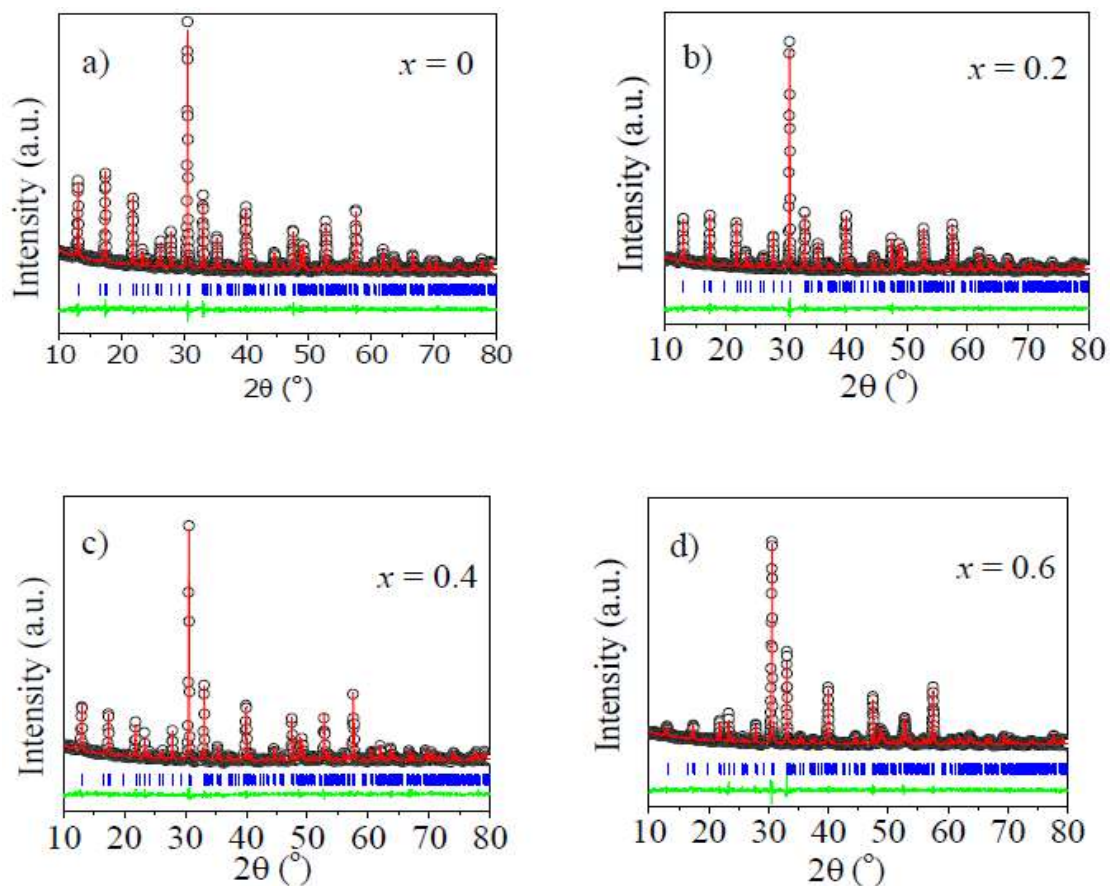 a)
x = 0
Intensity (a.u.)
10 20 30 40 50 60 70 80
2θ (°)
b)
x = 0.2
Intensity (a.u.)
10 20 30 40 50 60 70 80
2θ (°)
c)
x = 0.4
Intensity (a.u.)
10 20 30 40 50 60 70 80
2θ (°)
d)
x = 0.6
Intensity (a.u.)
10 20 30 40 50 60 70 80
2θ (°)